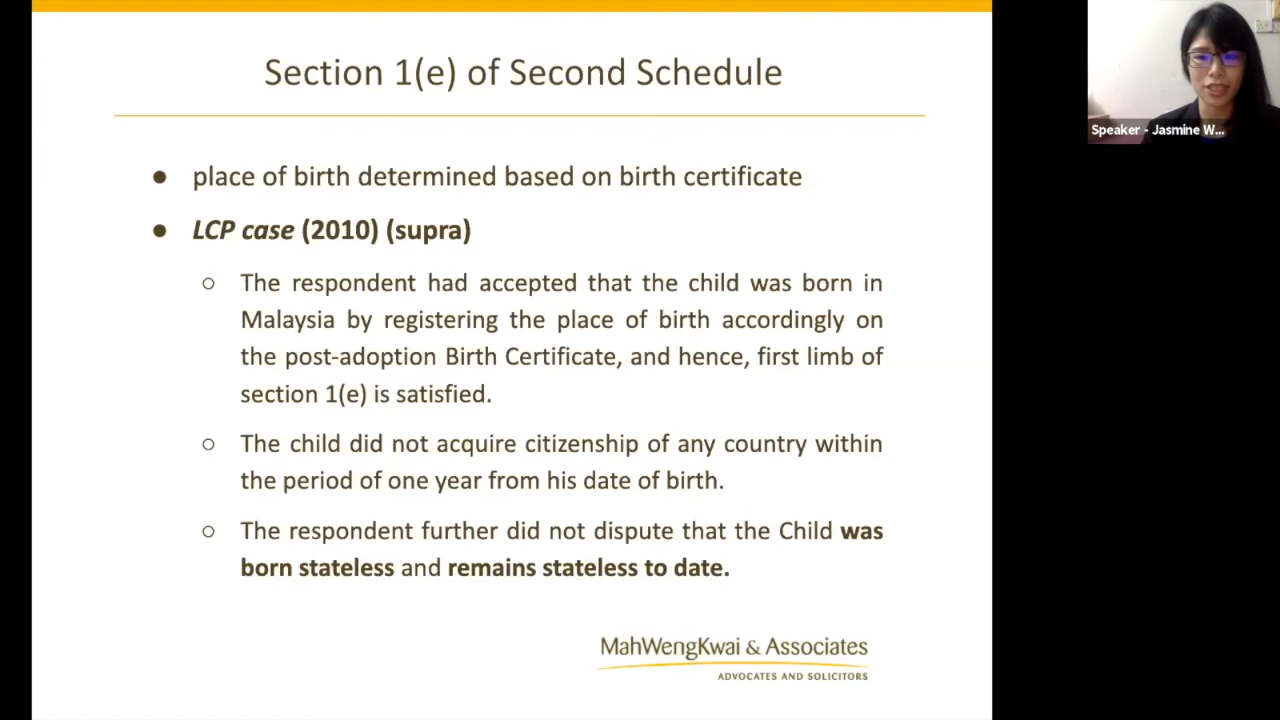 Section 1(e) of Second Schedule
● place of birth determined based on birth certificate
● LCP case (2010) (supra)
○ The respondent had accepted that the child was born in
Malaysia by registering the place of birth accordingly on
the post-adoption Birth Certificate, and hence, first limb of
section 1(e) is satisfied.
○ The child did not acquire citizenship of any country within
the period of one year from his date of birth.
○ The respondent further did not dispute that the Child was
born stateless and remains stateless to date.
MahWengKwai & Associates
ADVOCATES AND SOLICITORS
Speaker - Jasmine W...